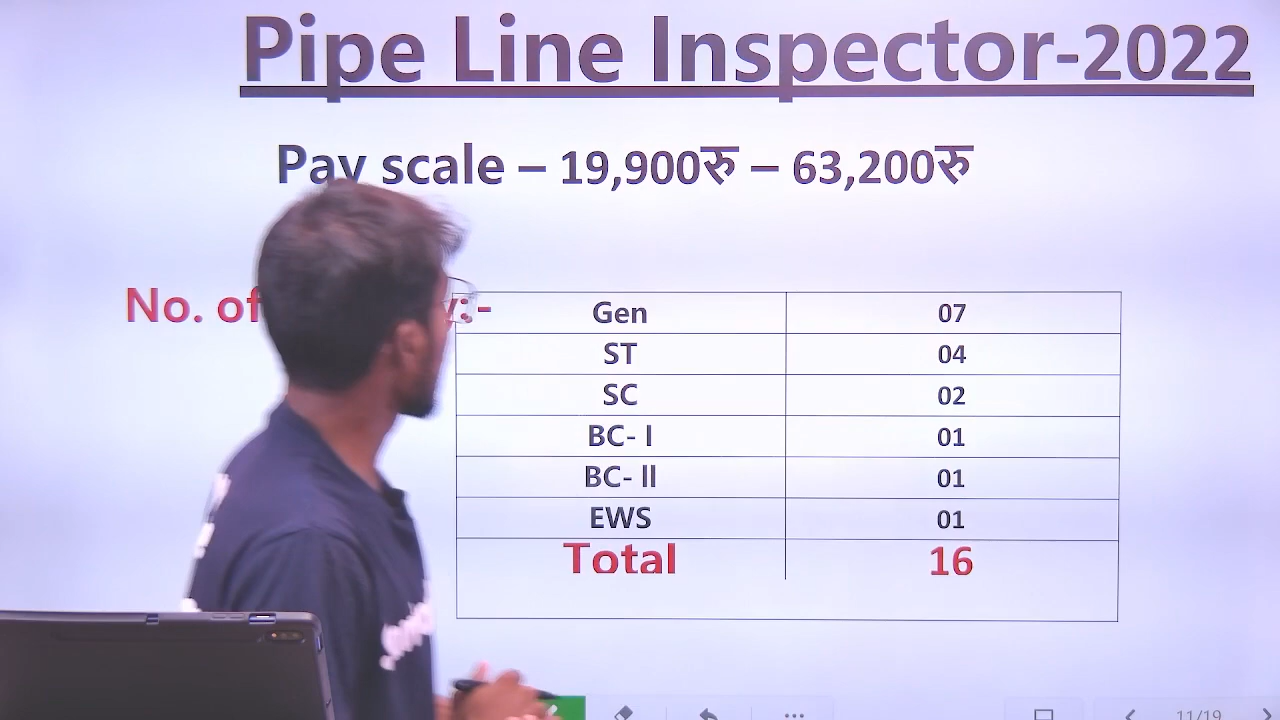 Pipe Line Inspector-2022
Pay scale – 19,900रु – 63,200रु
No. of y:-
Gen 07
ST 04
SC 02
BC- I 01
BC- II 01
EWS 01
Total 16
11/19